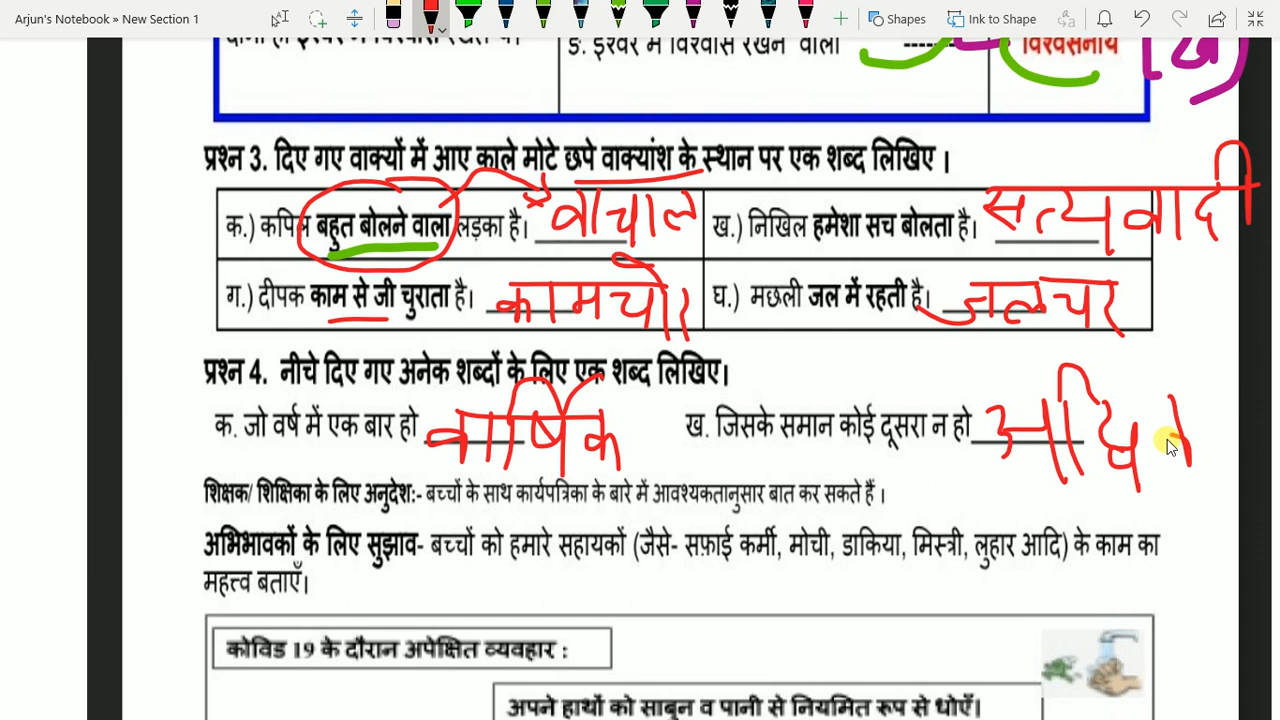 Arjun's Notebook » New Section 1
Shapes Ink to Shape
5. ईश्वर में विश्वास रखने वाला ------- विश्वसनीय (ख)
प्रश्न 3. दिए गए वाक्यों में आए काले मोटे छपे वाक्यांश के स्थान पर एक शब्द लिखिए ।
क.) कपिल बहुत बोलने वाला लड़का है। वाचाल ख.) निखिल हमेशा सच बोलता है। सत्यवादी
ग.) दीपक काम से जी चुराता है। कामचोर घ.) मछली जल में रहती है। जलचर
प्रश्न 4. नीचे दिए गए अनेक शब्दों के लिए एक शब्द लिखिए।
क. जो वर्ष में एक बार हो वार्षिक ख. जिसके समान कोई दूसरा न हो
शिक्षक/ शिक्षिका के लिए अनुदेश:- बच्चों के साथ कार्यपत्रिका के बारे में आवश्यकतानुसार बात कर सकते हैं ।
अभिभावकों के लिए सुझाव- बच्चों को हमारे सहायकों (जैसे- सफ़ाई कर्मी, मोची, डाकिया, मिस्त्री, लुहार आदि) के काम का
महत्त्व बताएँ।
कोविड 19 के दौरान अपेक्षित व्यवहार :
अपने हाथों को साबुन व पानी से नियमित रूप से धोएँ।